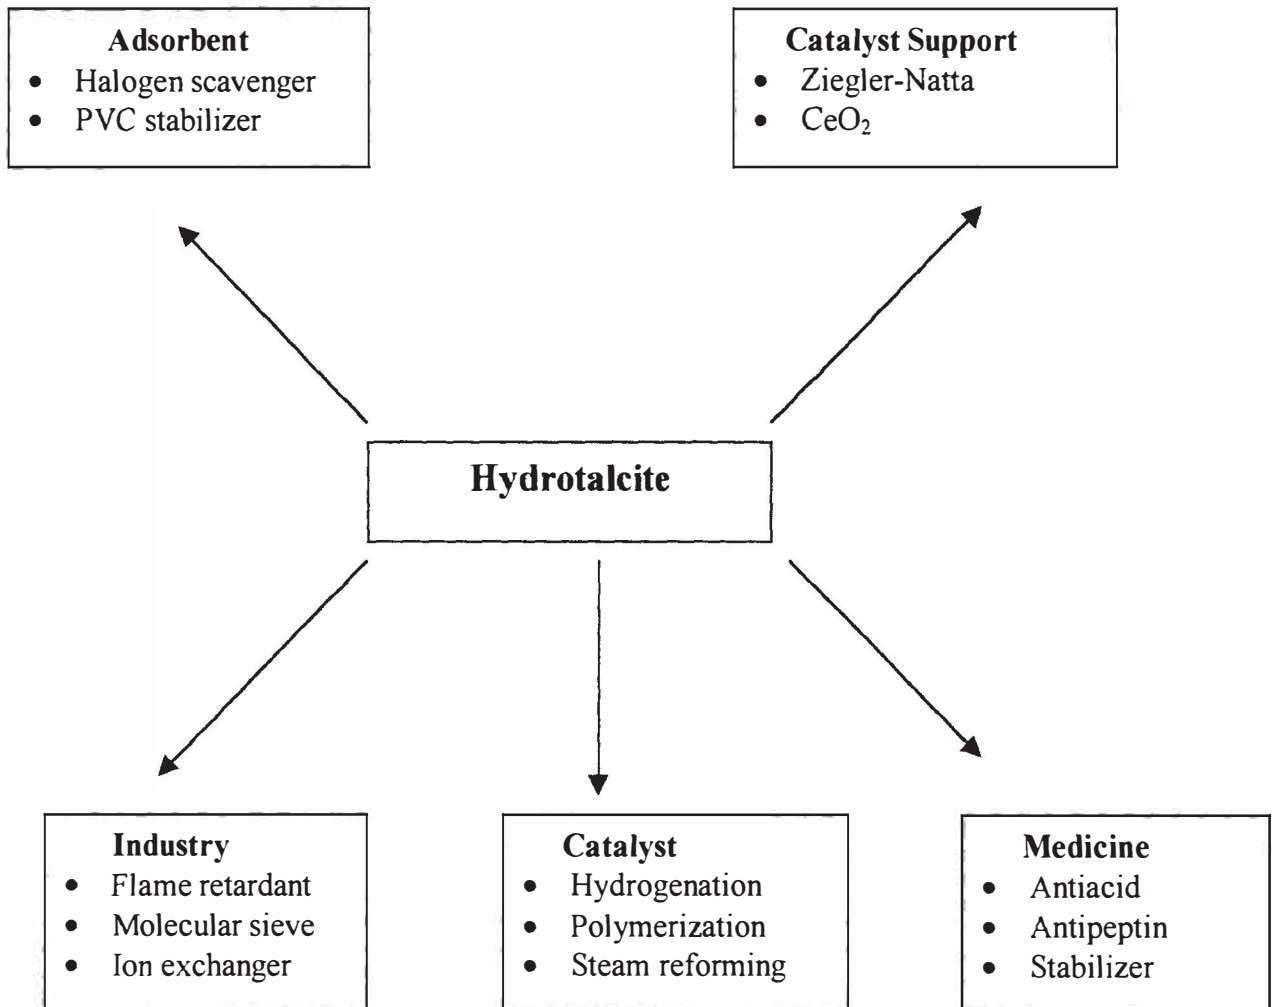 Adsorbent
• Halogen scavenger
• PVC stabilizer
Catalyst Support
• Ziegler-Natta
• CeO₂
Hydrotalcite
Industry
• Flame retardant
• Molecular sieve
• Ion exchanger
Catalyst
• Hydrogenation
• Polymerization
• Steam reforming
Medicine
• Antiacid
• Antipeptin
• Stabilizer